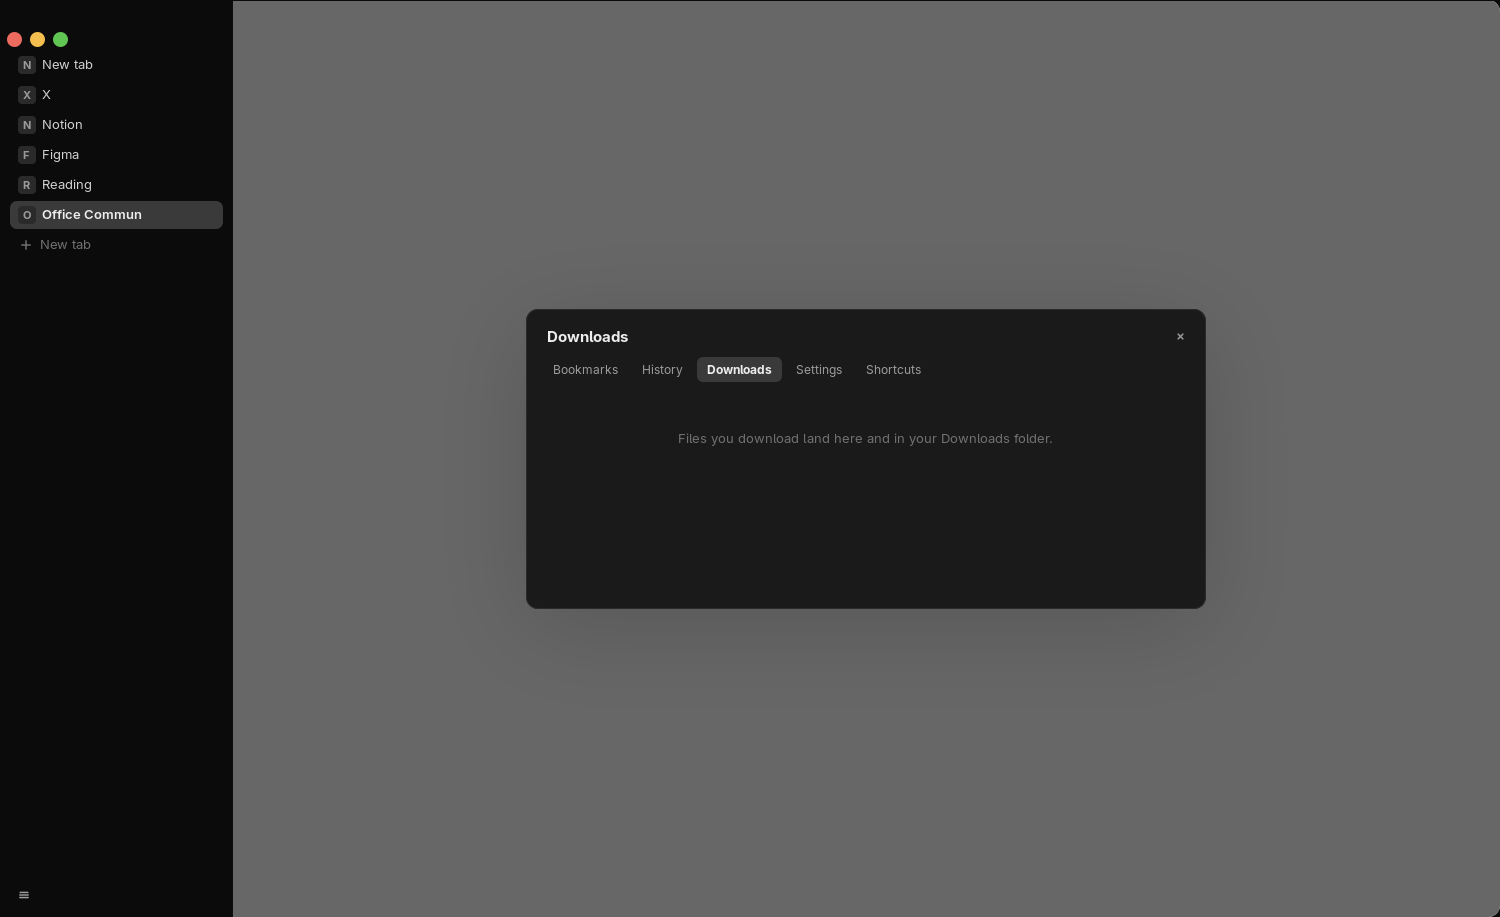 N New tab
X X
N Notion
F Figma
R Reading
O Office Commun
+ New tab
Downloads
×
Bookmarks History Downloads Settings Shortcuts
Files you download land here and in your Downloads folder.